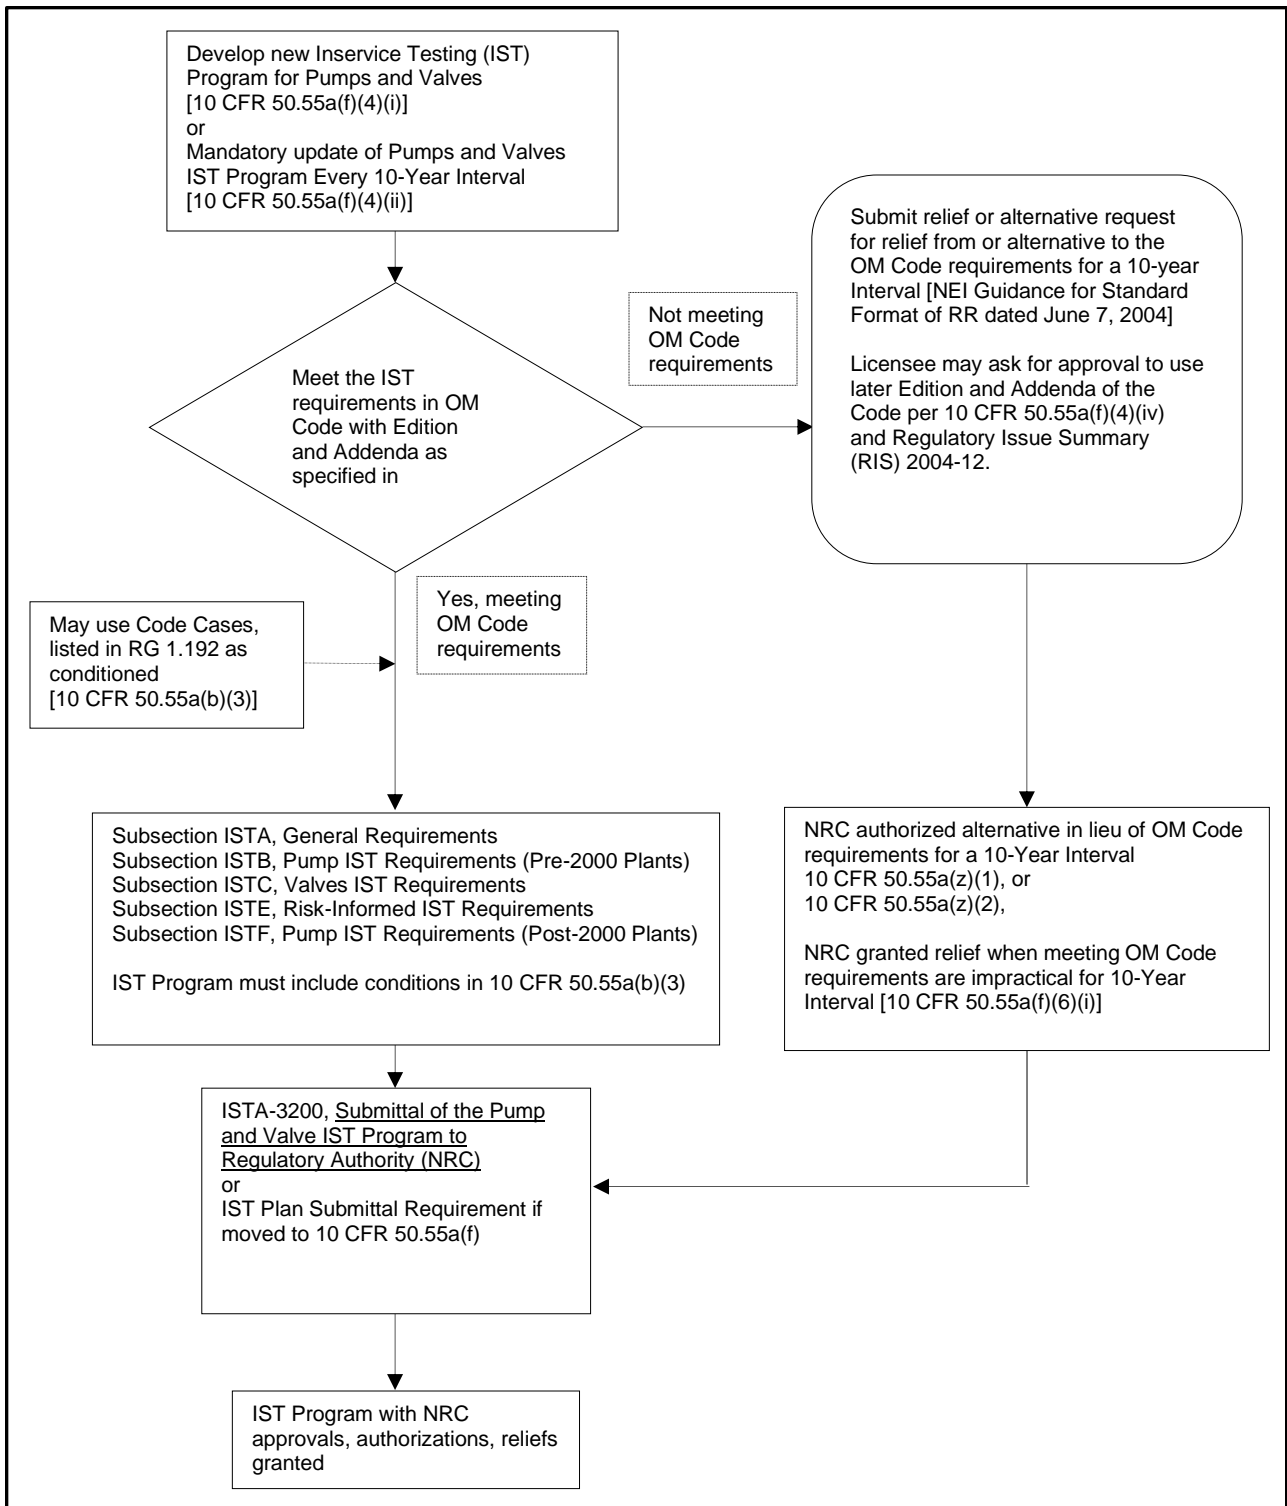 Develop new Inservice Testing (IST)
Program for Pumps and Valves
[10 CFR 50.55a(f)(4)(i)]
or
Mandatory update of Pumps and Valves
IST Program Every 10-Year Interval
[10 CFR 50.55a(f)(4)(ii)]
Submit relief or alternative request
for relief from or alternative to the
OM Code requirements for a 10-year
Interval [NEI Guidance for Standard
Format of RR dated June 7, 2004]
Licensee may ask for approval to use
later Edition and Addenda of the
Code per 10 CFR 50.55a(f)(4)(iv)
and Regulatory Issue Summary
(RIS) 2004-12.
Not meeting
OM Code
requirements
Meet the IST
requirements in OM
Code with Edition
and Addenda as
specified in
Yes, meeting
OM Code
requirements
May use Code Cases,
listed in RG 1.192 as
conditioned
[10 CFR 50.55a(b)(3)]
Subsection ISTA, General Requirements
Subsection ISTB, Pump IST Requirements (Pre-2000 Plants)
Subsection ISTC, Valves IST Requirements
Subsection ISTE, Risk-Informed IST Requirements
Subsection ISTF, Pump IST Requirements (Post-2000 Plants)
IST Program must include conditions in 10 CFR 50.55a(b)(3)
NRC authorized alternative in lieu of OM Code
requirements for a 10-Year Interval
10 CFR 50.55a(z)(1), or
10 CFR 50.55a(z)(2),
NRC granted relief when meeting OM Code
requirements are impractical for 10-Year
Interval [10 CFR 50.55a(f)(6)(i)]
ISTA-3200, Submittal of the Pump
and Valve IST Program to
Regulatory Authority (NRC)
or
IST Plan Submittal Requirement if
moved to 10 CFR 50.55a(f)
IST Program with NRC
approvals, authorizations, reliefs
granted